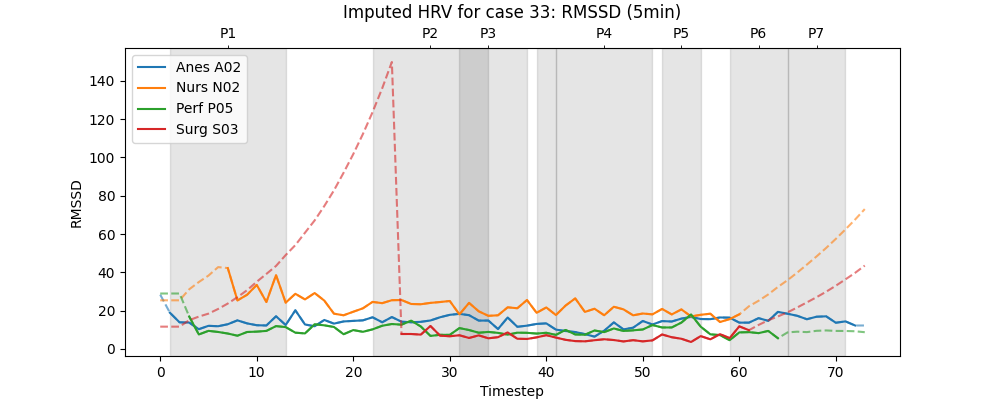 Imputed HRV for case 33: RMSSD (5min)
P1 P2 P3 P4 P5 P6 P7
Anes A02
Nurs N02
Perf P05
Surg S03
140
120
100
80
60
40
20
0
RMSSD
0 10 20 30 40 50 60 70
Timestep